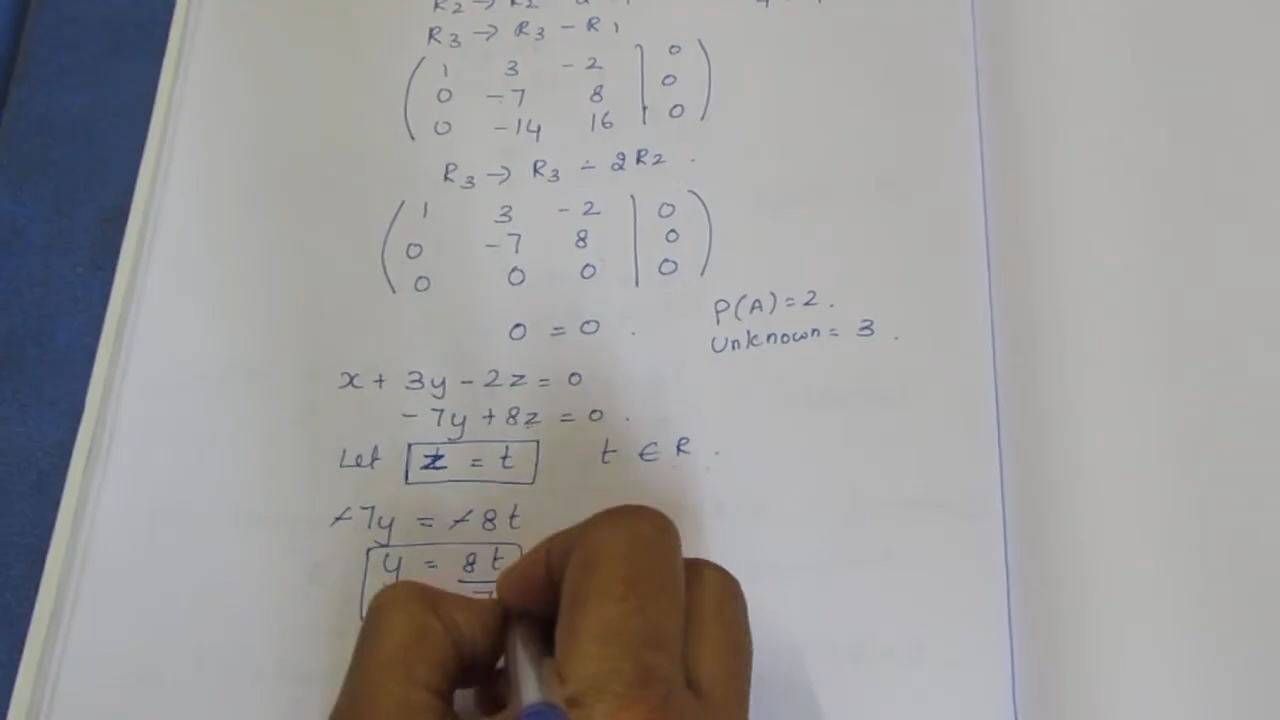 R3 → R3 - R1
1 3 -2 | 0
0 -7 8 | 0
0 -14 16 | 0
R3 → R3 - 2R2 .
1 3 -2 | 0
0 -7 8 | 0
0 0 0 | 0
P(A) = 2 .
0 = 0 .
Unknown = 3 .
x + 3y - 2z = 0
- 7y + 8z = 0 .
Let z = t t ∈ R .
-7y = -8t
y = 8t/7